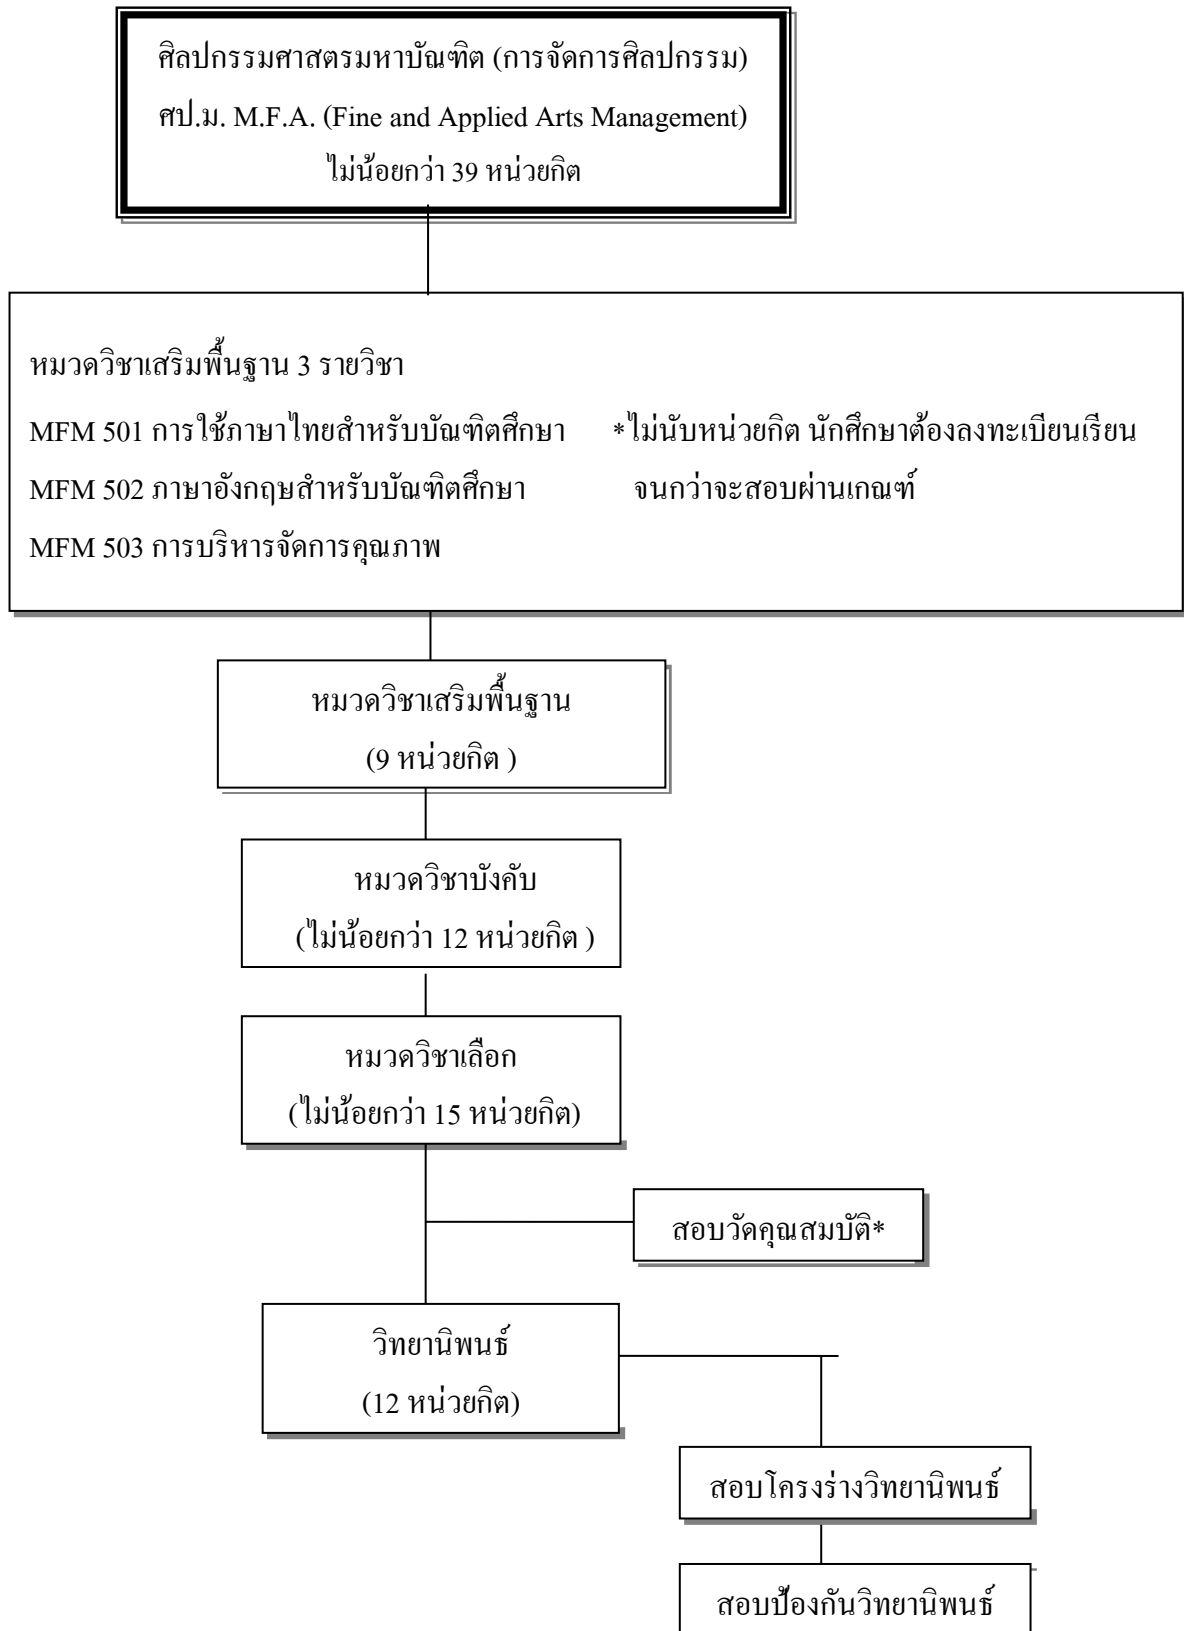 ศิลปกรรมศาสตรมหาบัณฑิต (การจัดการศิลปกรรม)
ศป.ม. M.F.A. (Fine and Applied Arts Management)
ไม่น้อยกว่า 39 หน่วยกิต
หมวดวิชาเสริมพื้นฐาน 3 รายวิชา
MFM 501 การใช้ภาษาไทยสำหรับบัณฑิตศึกษา *ไม่นับหน่วยกิต นักศึกษาต้องลงทะเบียนเรียน
MFM 502 ภาษาอังกฤษสำหรับบัณฑิตศึกษา จนกว่าจะสอบผ่านเกณฑ์
MFM 503 การบริหารจัดการคุณภาพ
หมวดวิชาเสริมพื้นฐาน
(9 หน่วยกิต )
หมวดวิชาบังคับ
(ไม่น้อยกว่า 12 หน่วยกิต )
หมวดวิชาเลือก
(ไม่น้อยกว่า 15 หน่วยกิต)
สอบวัดคุณสมบัติ*
วิทยานิพนธ์
(12 หน่วยกิต)
สอบโครงร่างวิทยานิพนธ์
สอบป้องกันวิทยานิพนธ์